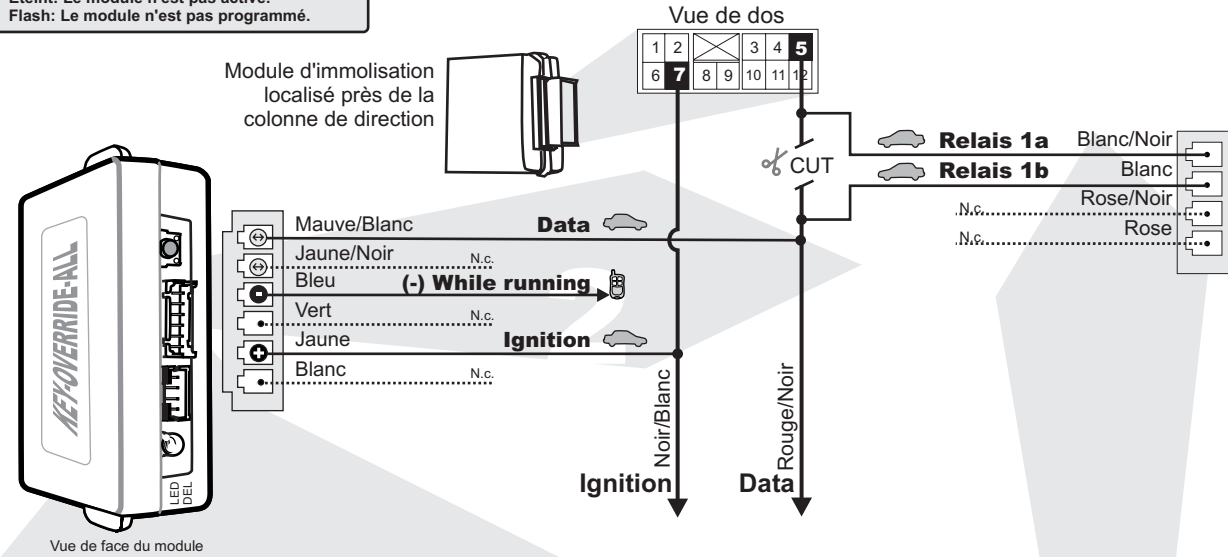 Éteint: Le module n'est pas activé.
Flash: Le module n'est pas programmé.
Vue de dos
1 2 3 4 5
6 7 8 9 10 11 12
Module d'immolisation
localisé près de la
colonne de direction
CUT
Relais 1a Blanc/Noir
Relais 1b Blanc
N.c. Rose/Noir
N.c. Rose
Mauve/Blanc Data
Jaune/Noir N.c.
Bleu (-) While running
Vert N.c.
Jaune Ignition
Blanc N.c.
2
KEY-OVERRIDE-ALL
LED
DEL
Noir/Blanc
Rouge/Noir
Ignition
Data
Vue de face du module